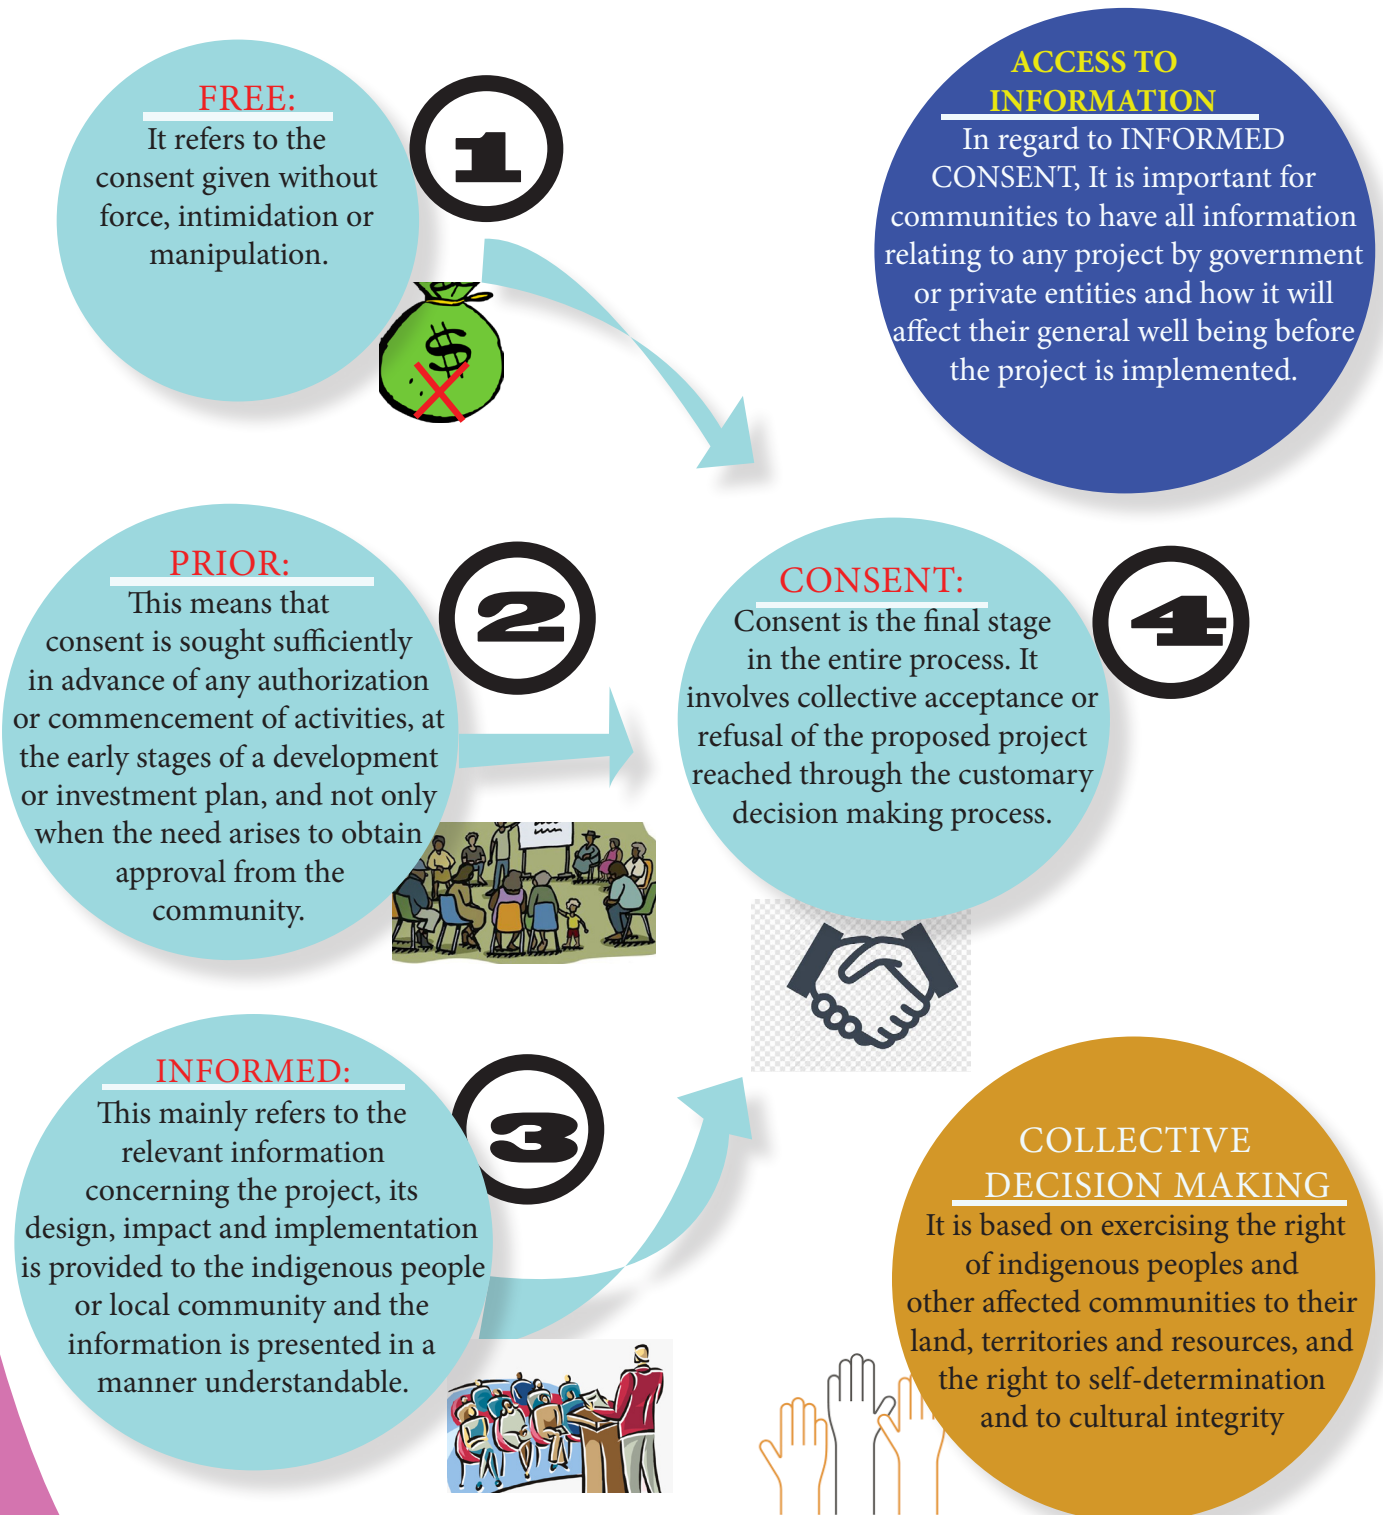 FREE:
It refers to the
consent given without
force, intimidation or
manipulation.
1
$
ACCESS TO
INFORMATION
In regard to INFORMED
CONSENT, It is important for
communities to have all information
relating to any project by government
or private entities and how it will
affect their general well being before
the project is implemented.
PRIOR:
This means that
consent is sought sufficiently
in advance of any authorization
or commencement of activities, at
the early stages of a development
or investment plan, and not only
when the need arises to obtain
approval from the
community.
2
CONSENT:
Consent is the final stage
in the entire process. It
involves collective acceptance or
refusal of the proposed project
reached through the customary
decision making process.
4
INFORMED:
This mainly refers to the
relevant information
concerning the project, its
design, impact and implementation
is provided to the indigenous people
or local community and the
information is presented in a
manner understandable.
3
COLLECTIVE
DECISION MAKING
It is based on exercising the right
of indigenous peoples and
other affected communities to their
land, territories and resources, and
the right to self-determination
and to cultural integrity